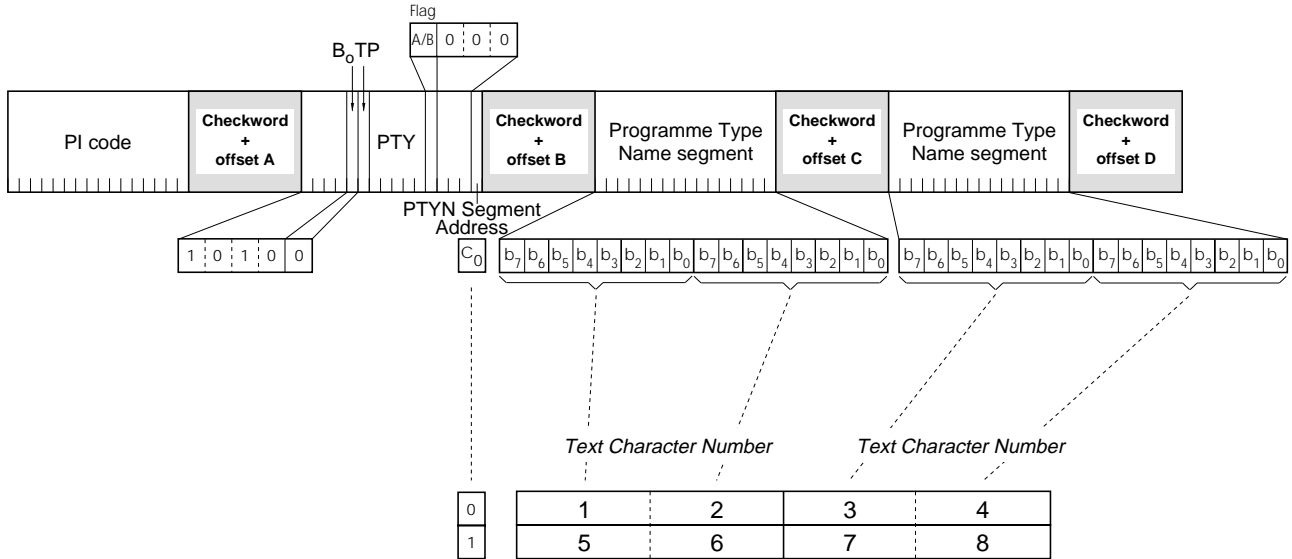 Flag
A/B 0 0 0
BoTP
PI code
Checkword
+
offset A
PTY
Checkword
+
offset B
Programme Type
Name segment
Checkword
+
offset C
Programme Type
Name segment
Checkword
+
offset D
PTYN Segment
Address
1 0 1 0 0
C0
b7 b6 b5 b4 b3 b2 b1 b0 b7 b6 b5 b4 b3 b2 b1 b0
b7 b6 b5 b4 b3 b2 b1 b0 b7 b6 b5 b4 b3 b2 b1 b0
Text Character Number
Text Character Number
0 1 2 3 4
1 5 6 7 8